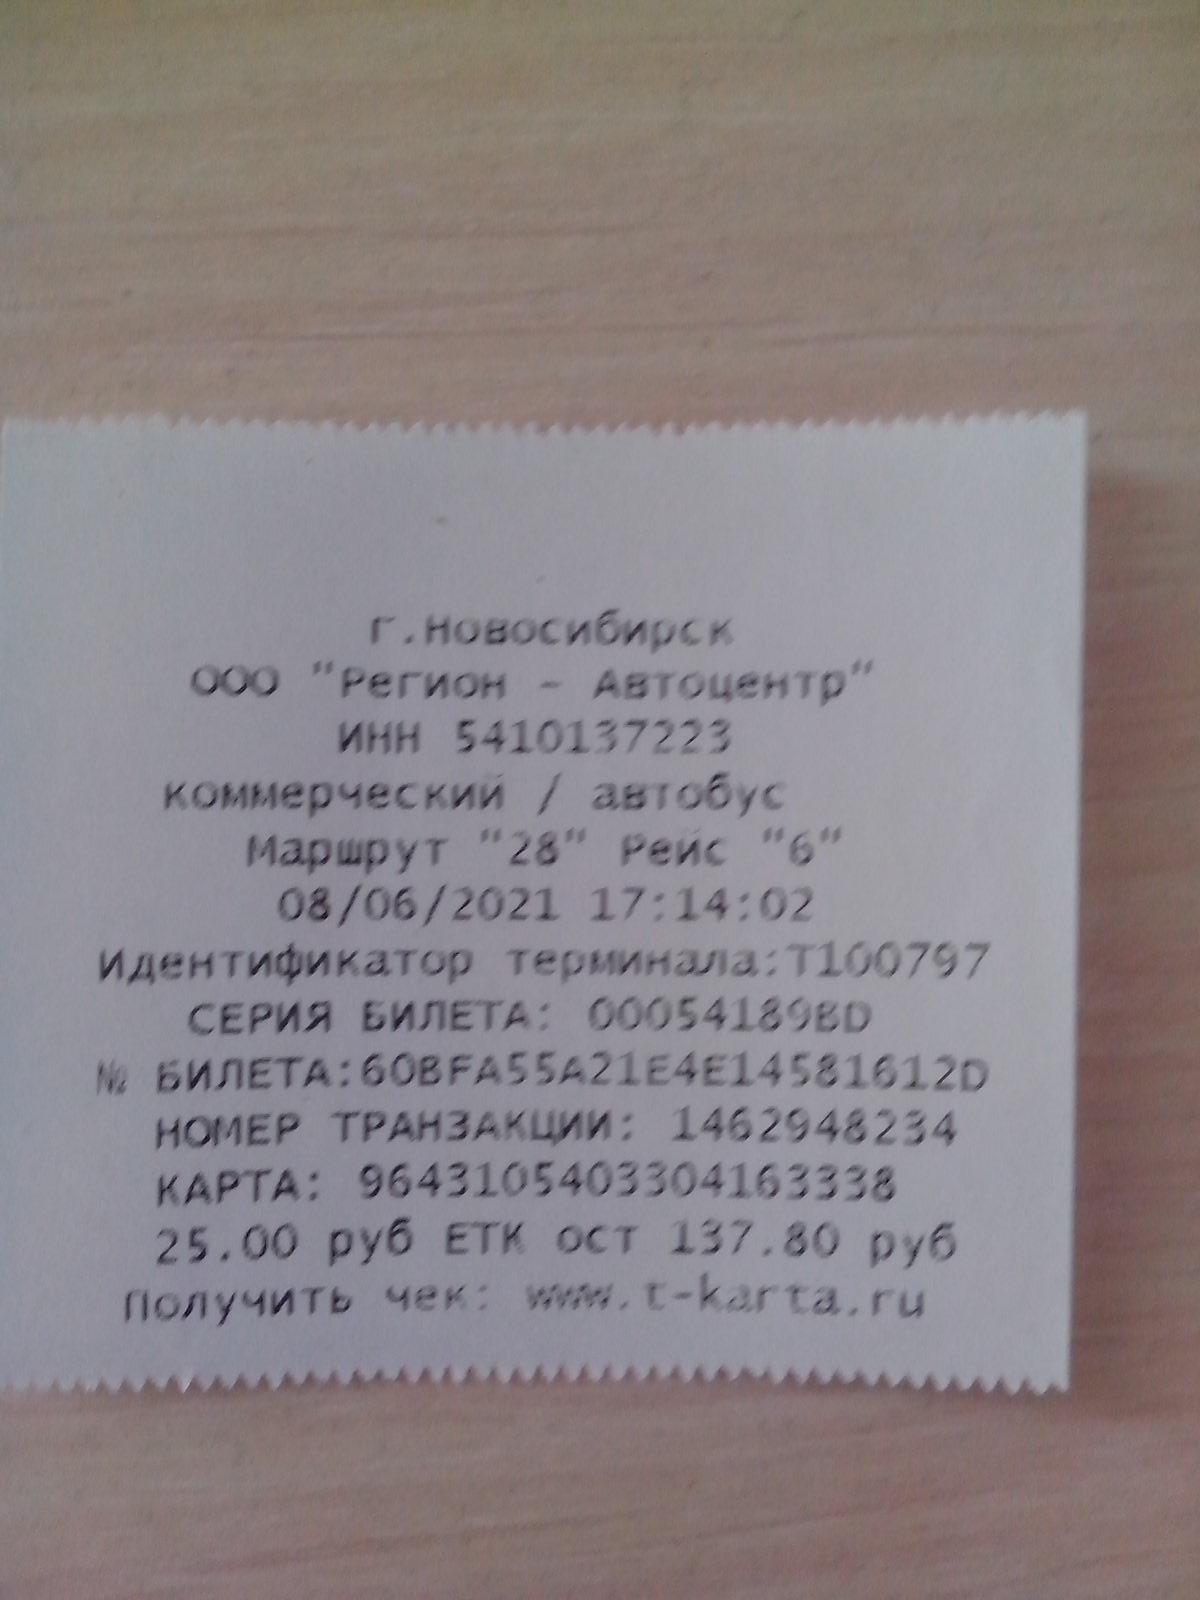 г.Новосибирск
ООО "Регион - Автоцентр"
ИНН 5410137223
коммерческий / автобус
Маршрут "28" Рейс "6"
08/06/2021 17:14:02
Идентификатор терминала:T100797
СЕРИЯ БИЛЕТА: 00054189BD
№ БИЛЕТА:60BFA55A21E4E14581612D
НОМЕР ТРАНЗАКЦИИ: 1462948234
КАРТА: 9643105403304163338
25.00 руб ЕТК ост 137.80 руб
Получить чек: www.t-karta.ru